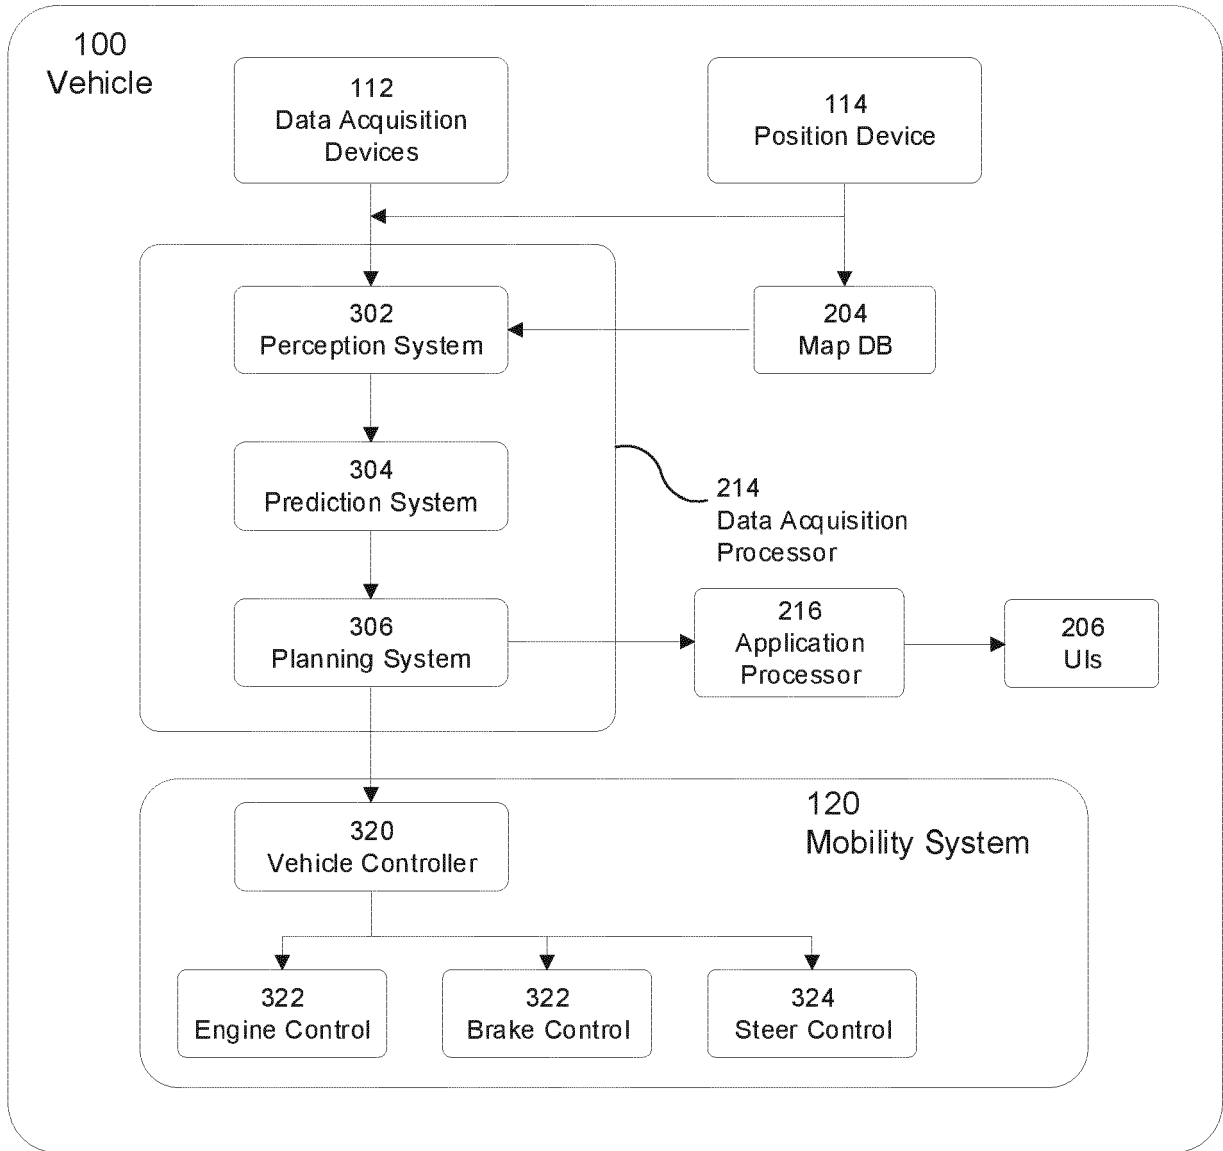 100
Vehicle
112
Data Acquisition
Devices
114
Position Device
302
Perception System
204
Map DB
304
Prediction System
214
Data Acquisition
Processor
306
Planning System
216
Application
Processor
206
UIs
120
Mobility System
320
Vehicle Controller
322
Engine Control
322
Brake Control
324
Steer Control